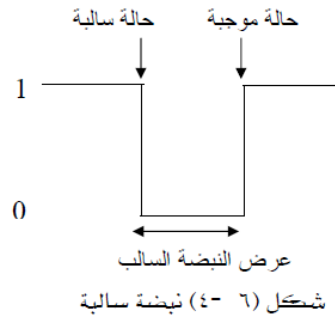 حالة موجبة
حالة سالبة
1
0
عرض النبضة السالب
شكل (٦ -٤) نبضة سالبة